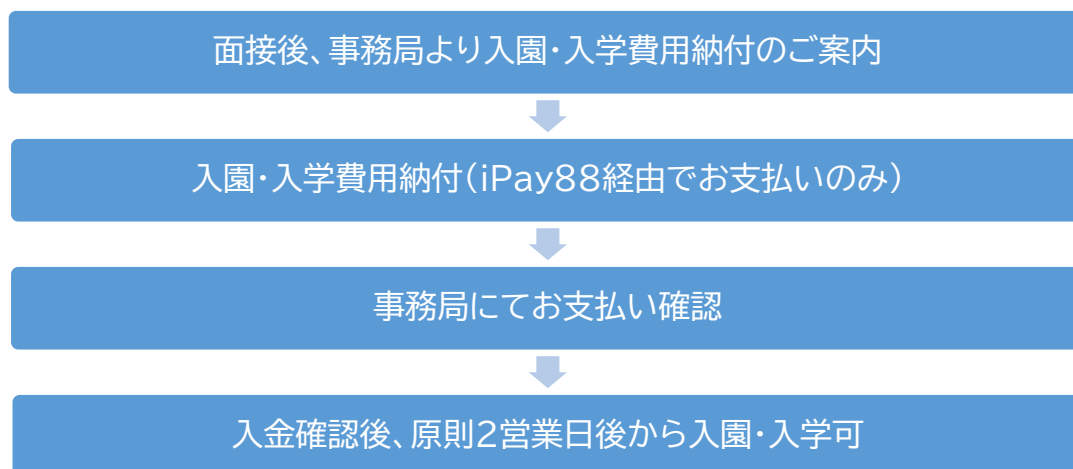 面接後、事務局より入園・入学費用納付のご案内
入園・入学費用納付(iPay88経由でお支払いのみ)
事務局にてお支払い確認
入金確認後、原則2営業日後から入園・入学可